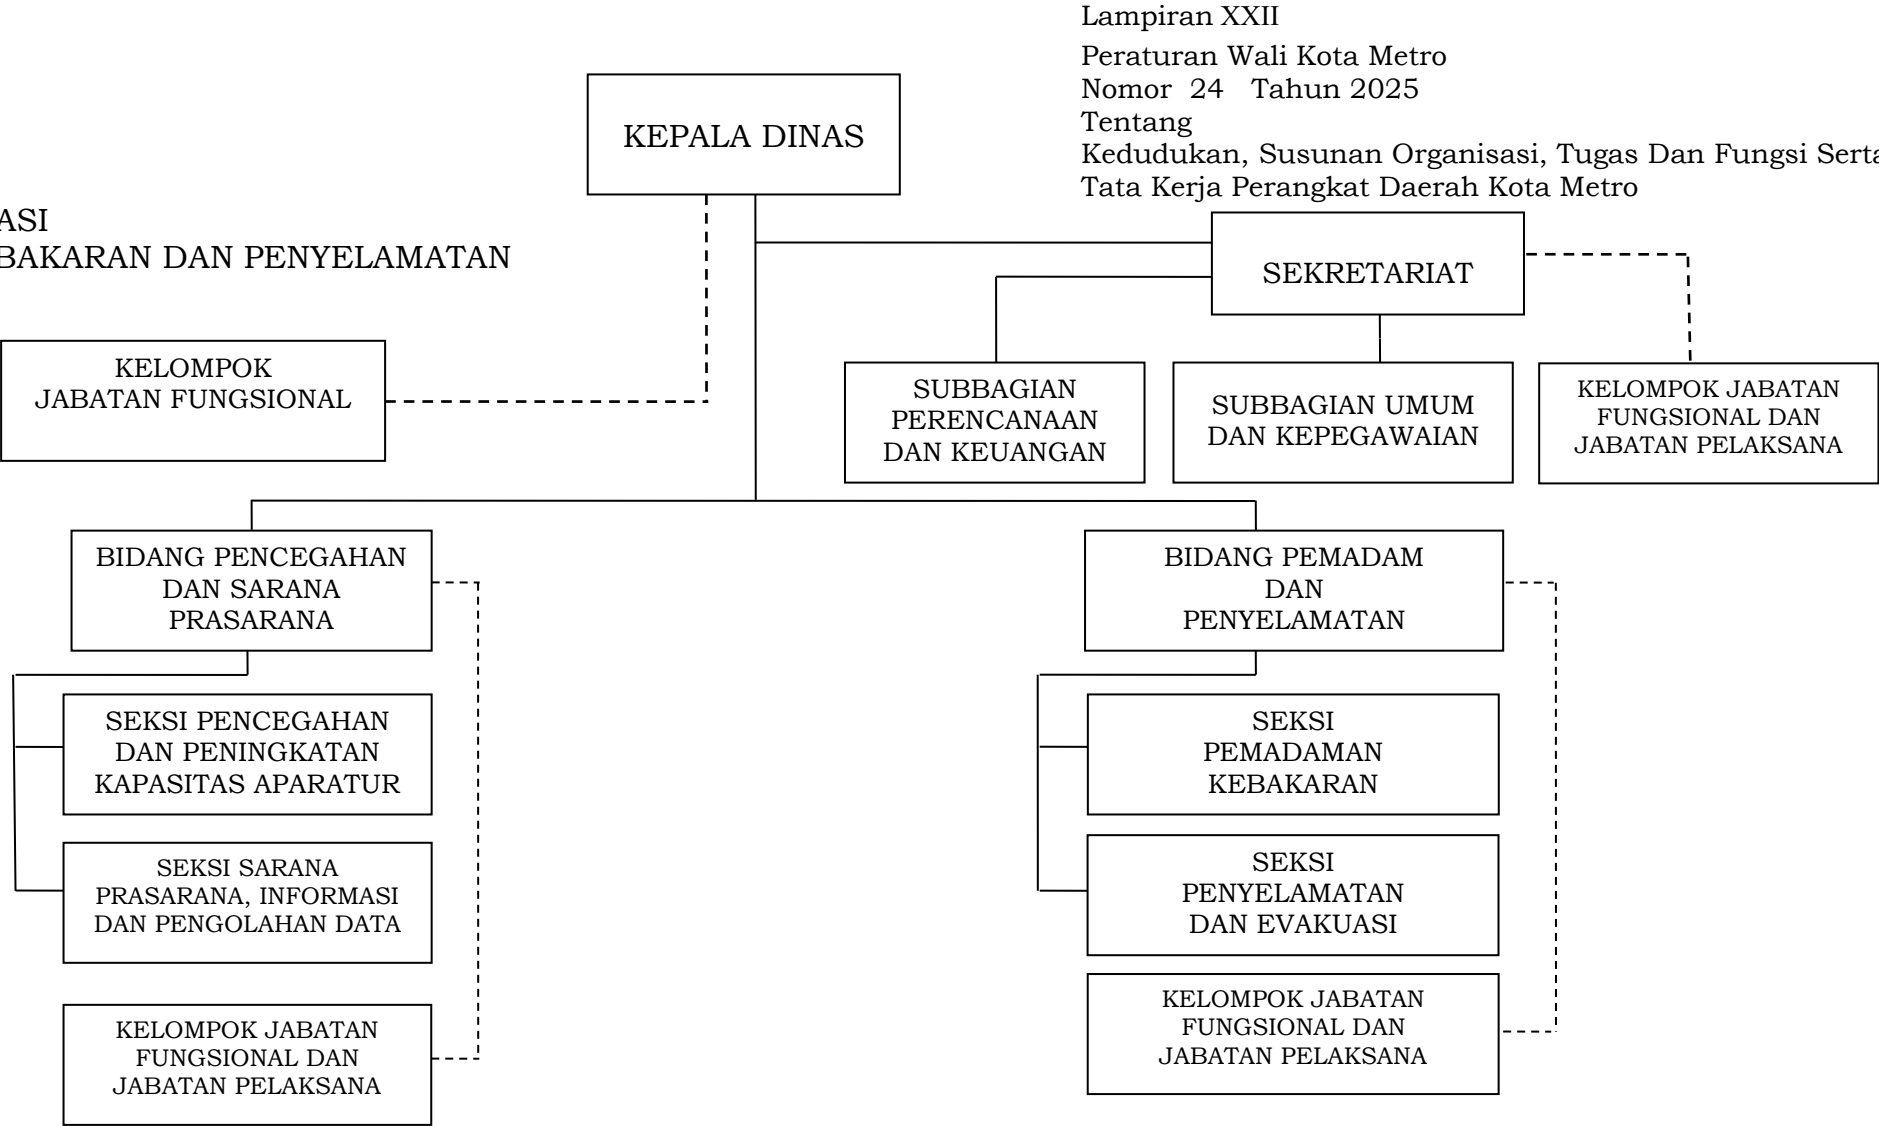 Lampiran XXII
Peraturan Wali Kota Metro
Nomor 24 Tahun 2025
Tentang
Kedudukan, Susunan Organisasi, Tugas Dan Fungsi Serta
Tata Kerja Perangkat Daerah Kota Metro
ASI
BAKARAN DAN PENYELAMATAN
KEPALA DINAS
SEKRETARIAT
KELOMPOK
JABATAN FUNGSIONAL
SUBBAGIAN
PERENCANAAN
DAN KEUANGAN
SUBBAGIAN UMUM
DAN KEPEGAWAIAN
KELOMPOK JABATAN
FUNGSIONAL DAN
JABATAN PELAKSANA
BIDANG PENCEGAHAN
DAN SARANA
PRASARANA
SEKSI PENCEGAHAN
DAN PENINGKATAN
KAPASITAS APARATUR
SEKSI SARANA
PRASARANA, INFORMASI
DAN PENGOLAHAN DATA
KELOMPOK JABATAN
FUNGSIONAL DAN
JABATAN PELAKSANA
BIDANG PEMADAM
DAN
PENYELAMATAN
SEKSI
PEMADAMAN
KEBAKARAN
SEKSI
PENYELAMATAN
DAN EVAKUASI
KELOMPOK JABATAN
FUNGSIONAL DAN
JABATAN PELAKSANA